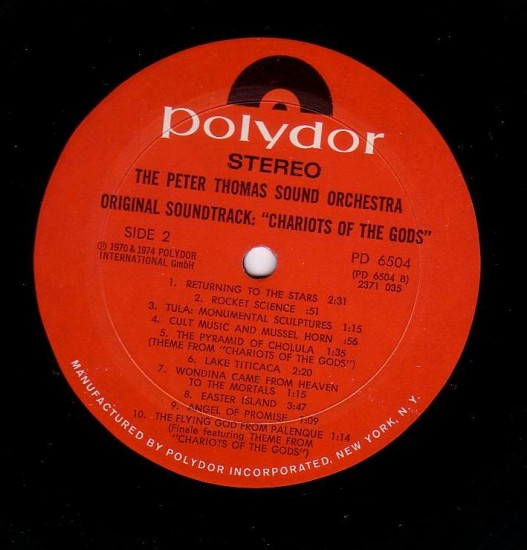 polydor
STEREO
THE PETER THOMAS SOUND ORCHESTRA
ORIGINAL SOUNDTRACK: "CHARIOTS OF THE GODS"
SIDE 2
℗ 1970 & 1974 POLYDOR
INTERNATIONAL GmbH
PD 6504
(PD 6504 B)
2371 035
1. RETURNING TO THE STARS 2:31
2. ROCKET SCIENCE :51
3. TULA: MONUMENTAL SCULPTURES 1:15
4. CULT MUSIC AND MUSSEL HORN :56
5. THE PYRAMID OF CHOLULA 1:35
(THEME FROM "CHARIOTS OF THE GODS")
6. LAKE TITICACA 2:20
7. WONDINA CAME FROM HEAVEN
TO THE MORTALS 1:15
8. EASTER ISLAND 3:47
9. ANGEL OF PROMISE 1:09
10. THE FLYING GOD FROM PALENQUE 1:14
(Finale featuring THEME FROM
"CHARIOTS OF THE GODS")
MANUFACTURED BY POLYDOR INCORPORATED, NEW YORK, N.Y.